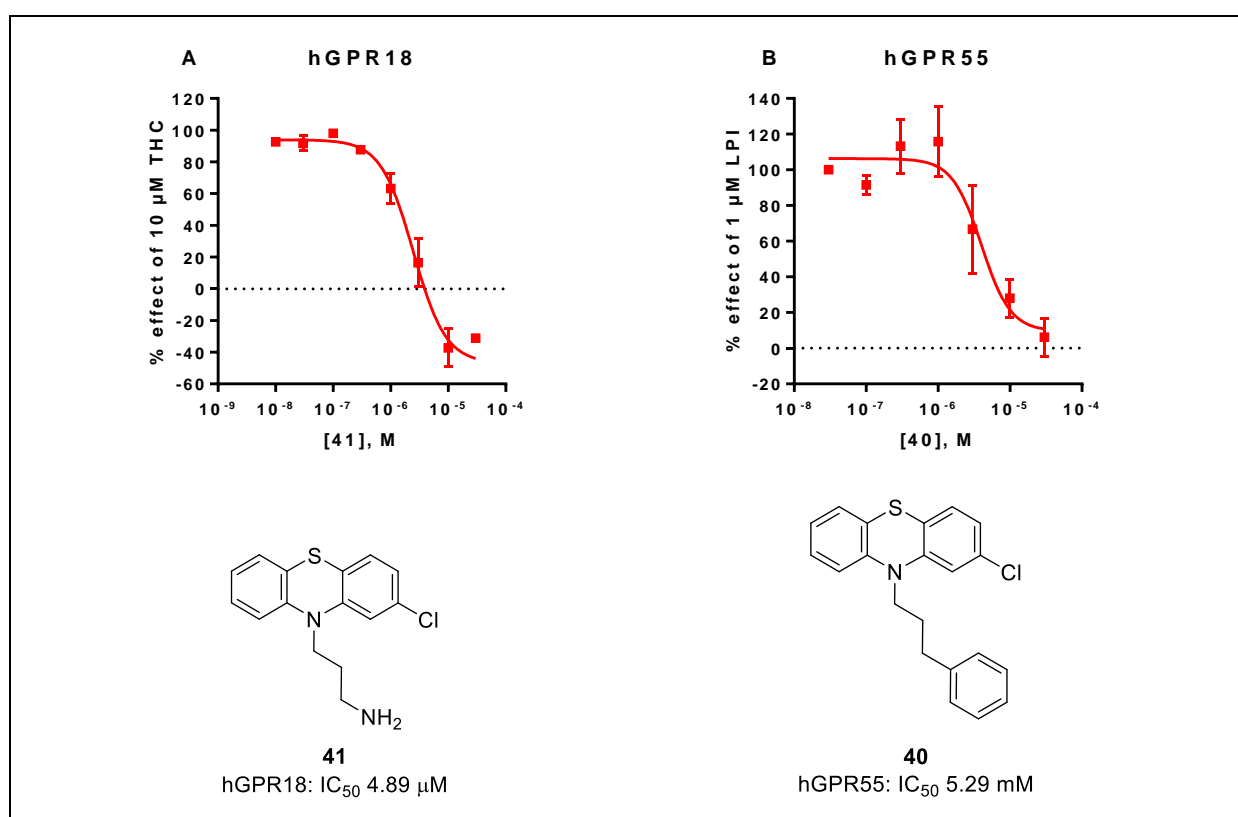 A hGPR18
120
100
80
60
40
20
0
-20
-40
-60
% effect of 10 µM THC
10⁻⁹ 10⁻⁸ 10⁻⁷ 10⁻⁶ 10⁻⁵ 10⁻⁴
[41], M
B hGPR55
140
120
100
80
60
40
20
0
-20
% effect of 1 µM LPI
10⁻⁸ 10⁻⁷ 10⁻⁶ 10⁻⁵ 10⁻⁴
[40], M
S
N
Cl
NH₂
41
hGPR18: IC₅₀ 4.89 µM
S
N
Cl
40
hGPR55: IC₅₀ 5.29 mM